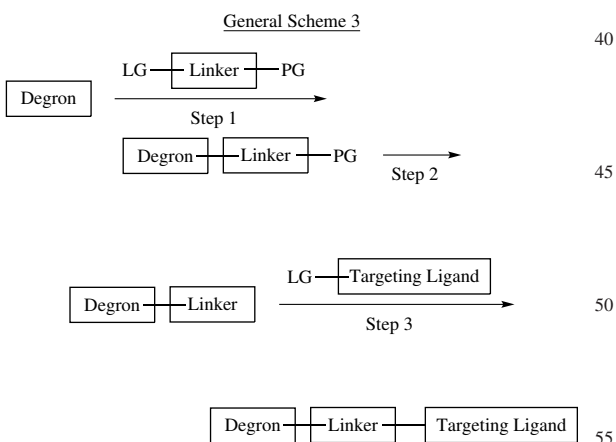 General Scheme 3
40
LG Linker PG
Degron
Step 1
Degron Linker PG
Step 2
45
LG Targeting Ligand
Degron Linker
50
Step 3
Degron Linker Targeting Ligand
55